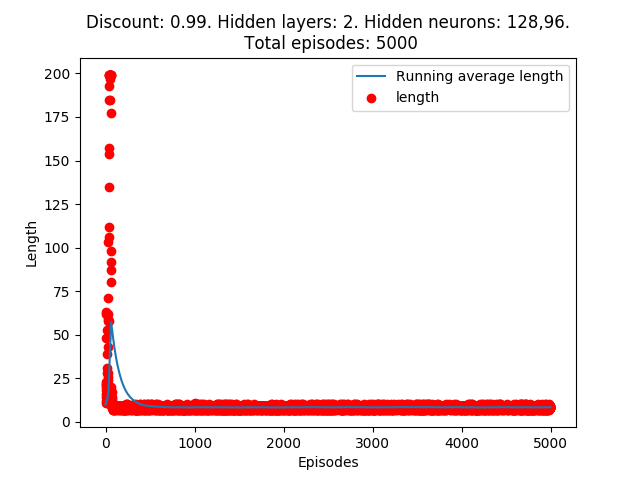 Discount: 0.99. Hidden layers: 2. Hidden neurons: 128,96.
Total episodes: 5000
Running average length
length
200
175
150
125
100
75
50
25
0
Length
0 1000 2000 3000 4000 5000
Episodes